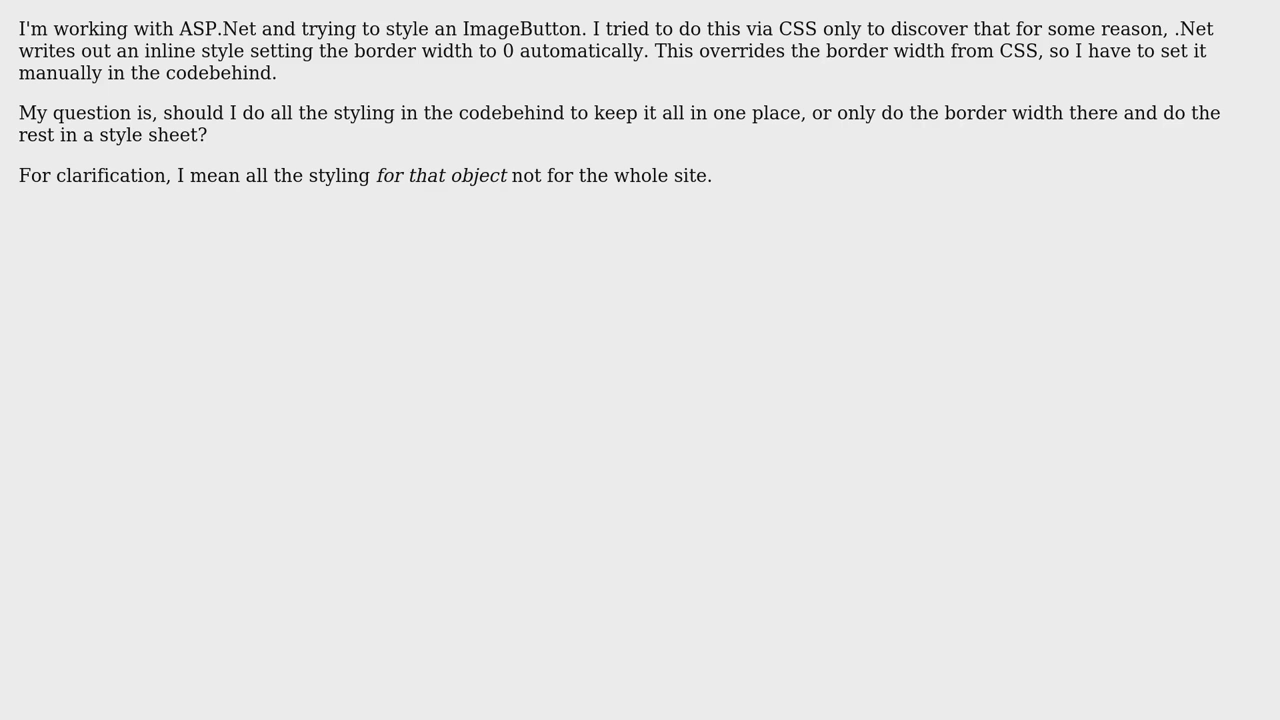 I'm working with ASP.Net and trying to style an ImageButton. I tried to do this via CSS only to discover that for some reason, .Net
writes out an inline style setting the border width to 0 automatically. This overrides the border width from CSS, so I have to set it
manually in the codebehind.
My question is, should I do all the styling in the codebehind to keep it all in one place, or only do the border width there and do the
rest in a style sheet?
For clarification, I mean all the styling for that object not for the whole site.